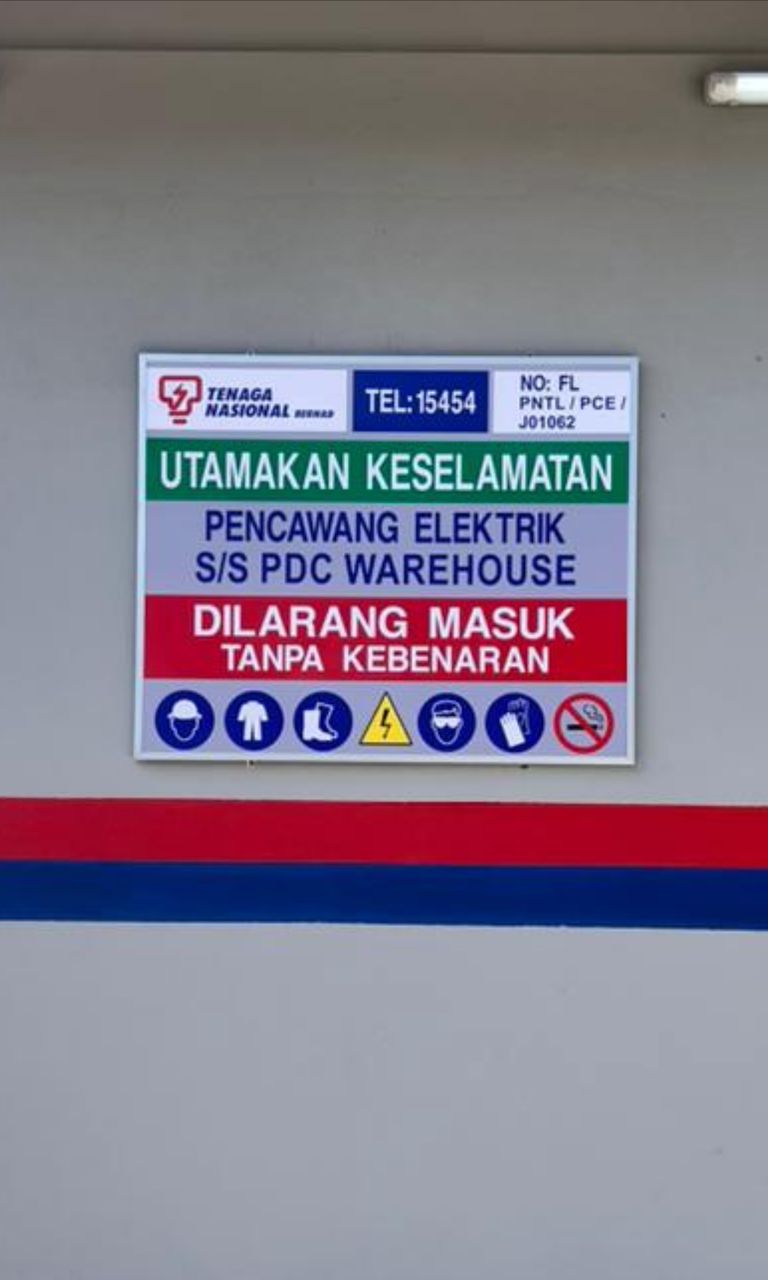 TENAGA
NASIONAL BERHAD
TEL:15454
NO: FL
PNTL / PCE /
J01062
UTAMAKAN KESELAMATAN
PENCAWANG ELEKTRIK
S/S PDC WAREHOUSE
DILARANG MASUK
TANPA KEBENARAN